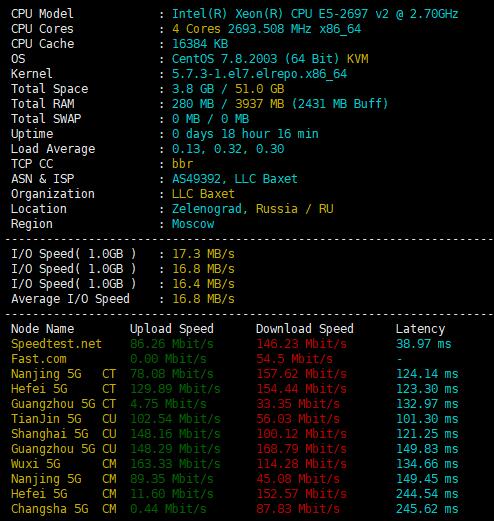 CPU Model : Intel(R) Xeon(R) CPU E5-2697 v2 @ 2.70GHz
CPU Cores : 4 Cores 2693.508 MHz x86_64
CPU Cache : 16384 KB
OS : CentOS 7.8.2003 (64 Bit) KVM
Kernel : 5.7.3-1.el7.elrepo.x86_64
Total Space : 3.8 GB / 51.0 GB
Total RAM : 280 MB / 3937 MB (2431 MB Buff)
Total SWAP : 0 MB / 0 MB
Uptime : 0 days 18 hour 16 min
Load Average : 0.13, 0.32, 0.30
TCP CC : bbr
ASN & ISP : AS49392, LLC Baxet
Organization : LLC Baxet
Location : Zelenograd, Russia / RU
Region : Moscow
----------------------------------------------------------------------
I/O Speed( 1.0GB ) : 17.3 MB/s
I/O Speed( 1.0GB ) : 16.8 MB/s
I/O Speed( 1.0GB ) : 16.4 MB/s
Average I/O Speed : 16.8 MB/s
----------------------------------------------------------------------
Node Name Upload Speed Download Speed Latency
Speedtest.net 86.26 Mbit/s 146.23 Mbit/s 38.97 ms
Fast.com 0.00 Mbit/s 54.5 Mbit/s -
Nanjing 5G CT 78.08 Mbit/s 157.62 Mbit/s 124.14 ms
Hefei 5G CT 129.89 Mbit/s 154.44 Mbit/s 123.30 ms
Guangzhou 5G CT 4.75 Mbit/s 33.35 Mbit/s 132.97 ms
TianJin 5G CU 102.54 Mbit/s 56.03 Mbit/s 101.30 ms
Shanghai 5G CU 148.16 Mbit/s 100.12 Mbit/s 121.25 ms
Guangzhou 5G CU 148.29 Mbit/s 168.79 Mbit/s 149.83 ms
Wuxi 5G CM 163.33 Mbit/s 114.28 Mbit/s 134.66 ms
Nanjing 5G CM 89.35 Mbit/s 45.08 Mbit/s 149.45 ms
Hefei 5G CM 11.60 Mbit/s 152.57 Mbit/s 244.54 ms
Changsha 5G CM 0.44 Mbit/s 87.83 Mbit/s 245.62 ms